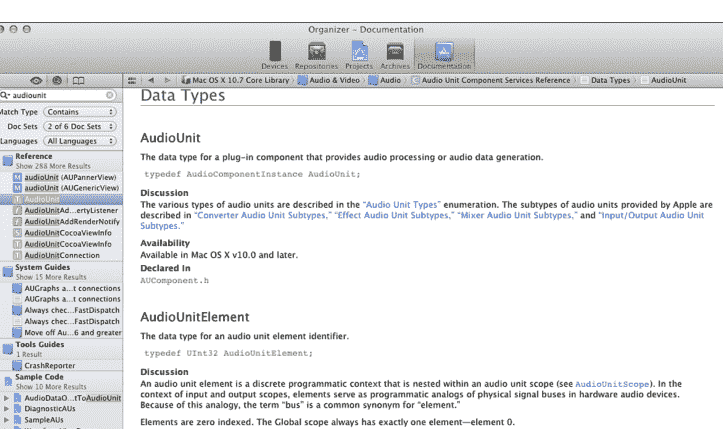 Organizer – Documentation
Devices Repositories Projects Archives Documentation
Mac OS X 10.7 Core Library Audio & Video Audio Audio Unit Component Services Reference Data Types AudioUnit
audiounit
Match Type Contains
Doc Sets 2 of 6 Doc Sets
Languages All Languages
Reference
Show 288 More Results
audioUnit (AUPannerView)
audioUnit (AUGenericView)
AudioUnit
AudioUnitAd...ertyListener
AudioUnitAddRenderNotify
AudioUnitCocoaViewInfo
AudioUnitCocoaViewInfo
AudioUnitConnection
System Guides
Show 15 More Results
AUGraphs a...t connections
AUGraphs a...t connections
Always chec...FastDispatch
Always chec...FastDispatch
Move off Au...6 and greater
Tools Guides
1 Result
CrashReporter
Sample Code
Show 10 More Results
AudioDataO...tToAudioUnit
DiagnosticAUs
SampleAUs
Data Types
AudioUnit
The data type for a plug-in component that provides audio processing or audio data generation.
typedef AudioComponentInstance AudioUnit;
Discussion
The various types of audio units are described in the “Audio Unit Types” enumeration. The subtypes of audio units provided by Apple are
described in “Converter Audio Unit Subtypes,” “Effect Audio Unit Subtypes,” “Mixer Audio Unit Subtypes,” and “Input/Output Audio Unit
Subtypes.”
Availability
Available in Mac OS X v10.0 and later.
Declared In
AUComponent.h
AudioUnitElement
The data type for an audio unit element identifier.
typedef UInt32 AudioUnitElement;
Discussion
An audio unit element is a discrete programmatic context that is nested within an audio unit scope (see AudioUnitScope). In the
context of input and output scopes, elements serve as programmatic analogs of physical signal buses in hardware audio devices.
Because of this analogy, the term “bus” is a common synonym for “element.”
Elements are zero indexed. The Global scope always has exactly one element—element 0.